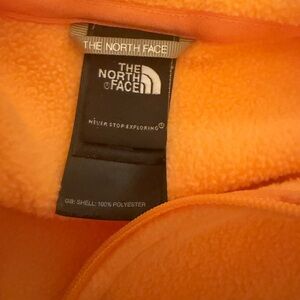 THE NORTH FACE
THE
NORTH
FACE
NEVER STOP EXPLORING
GB: SHELL: 100% POLYESTER